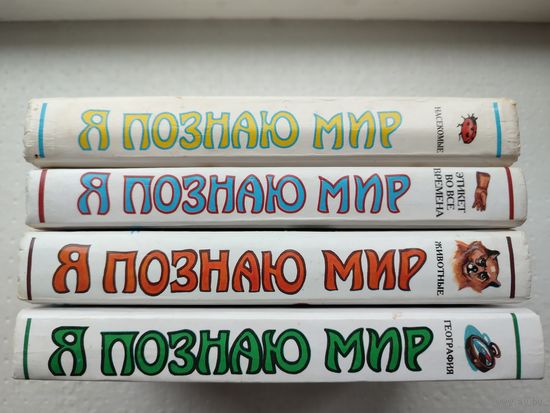 Я ПОЗНАЮ МИР
НАСЕКОМЫЕ
Я ПОЗНАЮ МИР
ЭТИКЕТ
ВО ВСЕ
ВРЕМЕНА
Я ПОЗНАЮ МИР
ЖИВОТНЫЕ
Я ПОЗНАЮ МИР
ГЕОГРАФИЯ